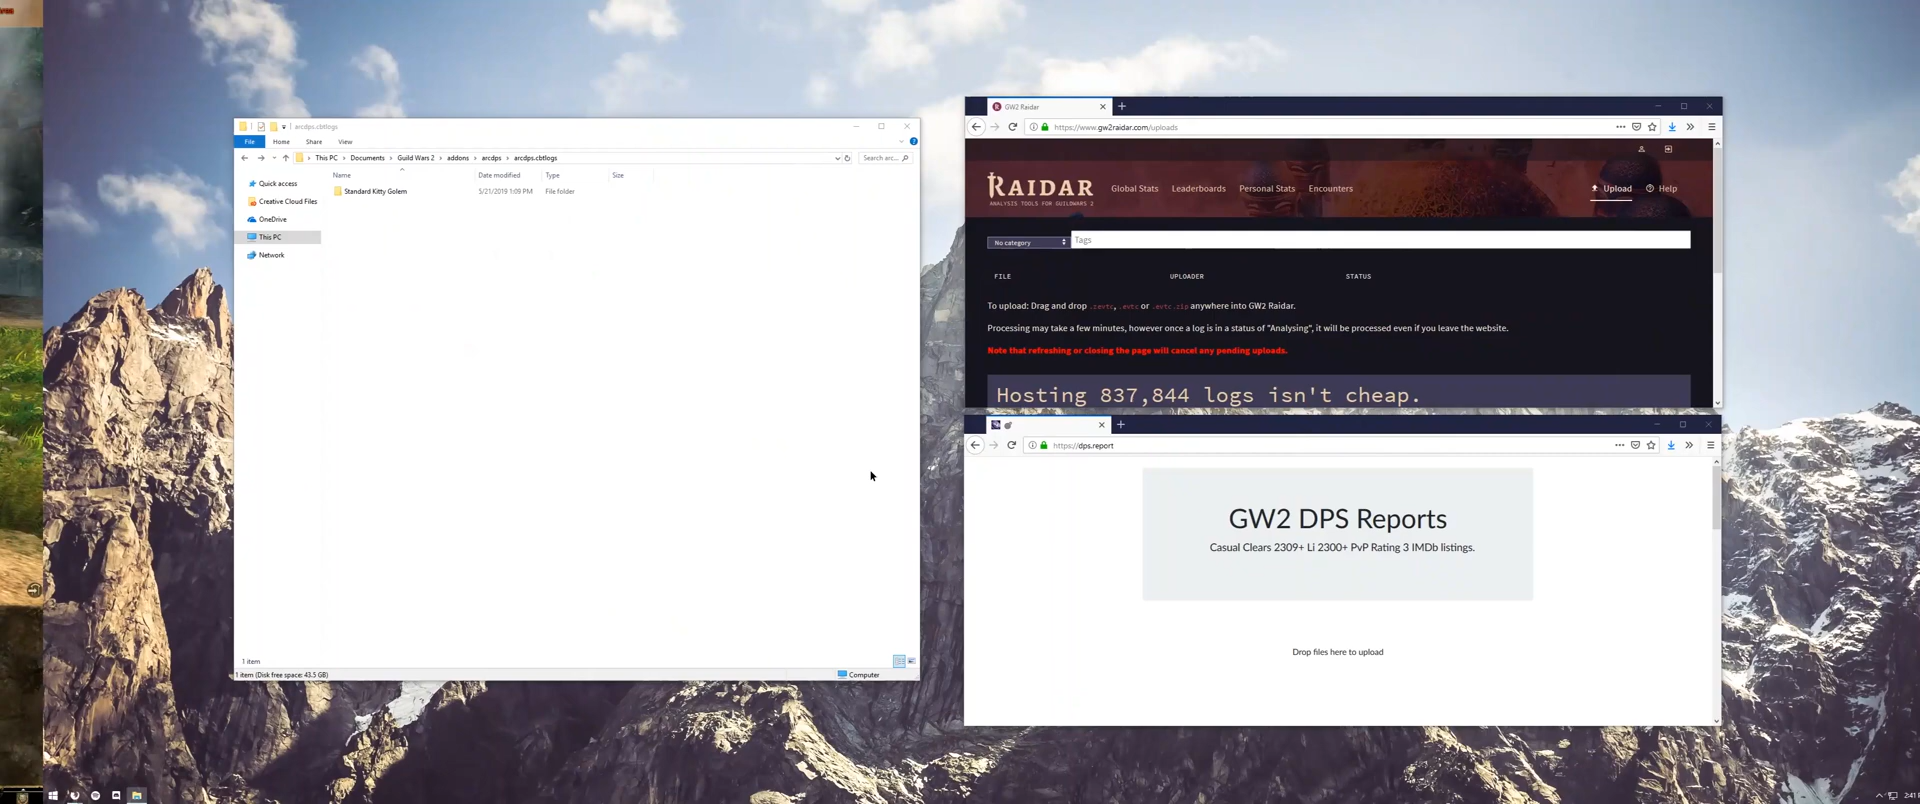 arcdps.cbtlogs
File Home Share View
This PC > Documents > Guild Wars 2 > addons > arcdps > arcdps.cbtlogs
Search arc...
Name Date modified Type Size
Standard Kitty Golem 5/21/2019 1:09 PM File folder
Quick access
Creative Cloud Files
OneDrive
This PC
Network
1 item
1 item (Disk free space: 43.5 GB)
Computer
GW2 Raidar
https://www.gw2raidar.com/uploads
RAIDAR
ANALYSIS TOOLS FOR GUILDWARS 2
Global Stats Leaderboards Personal Stats Encounters Upload Help
No category Tags
FILE UPLOADER STATUS
To upload: Drag and drop .zevtc, .evtc or .evtc.zip anywhere into GW2 Raidar.
Processing may take a few minutes, however once a log is in a status of "Analysing", it will be processed even if you leave the website.
Note that refreshing or closing the page will cancel any pending uploads.
Hosting 837,844 logs isn't cheap.
https://dps.report
GW2 DPS Reports
Casual Clears 2309+ Li 2300+ PvP Rating 3 IMDb listings.
Drop files here to upload
2:41